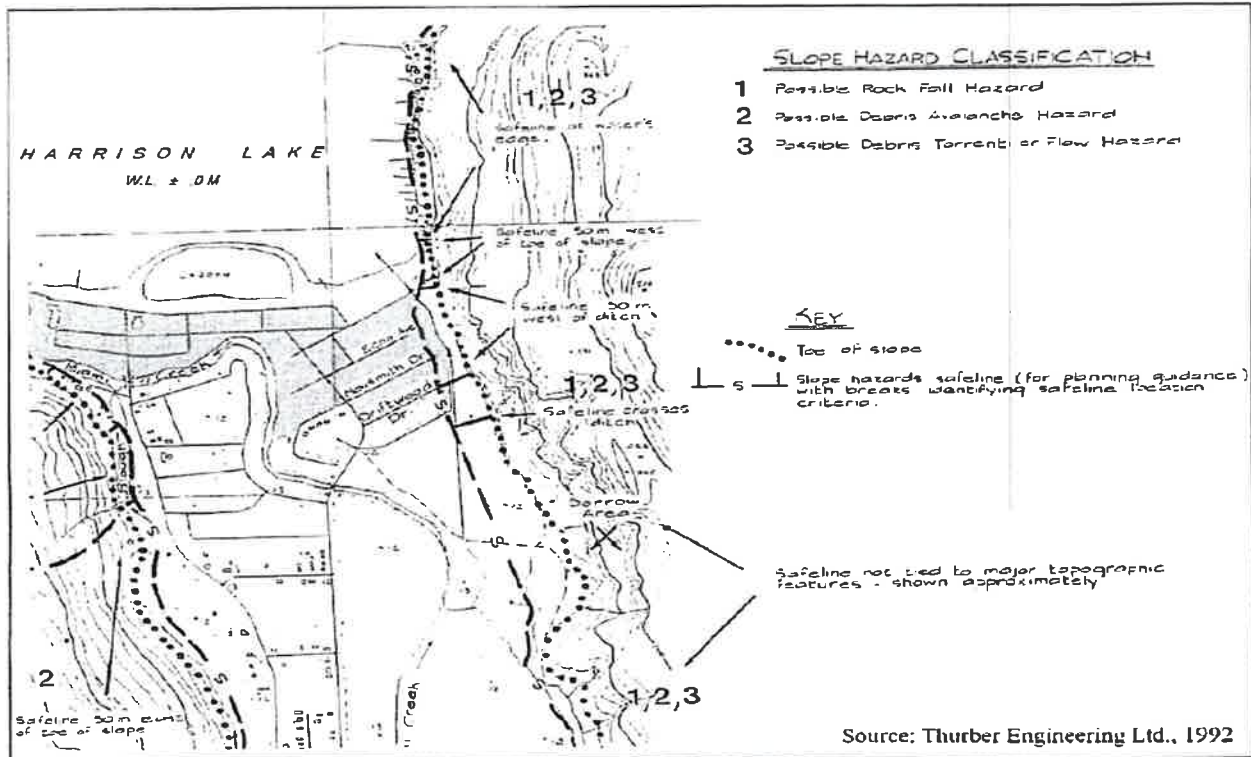 SLOPE HAZARD CLASSIFICATION
1 Possible Rock Fall Hazard
2 Possible Debris Avalanche Hazard
3 Possible Debris Torrent or Flow Hazard
HARRISON LAKE
W.L. ± .0M
1,2,3
Safeline at water's
edge.
Safeline 50m west
of toe of slope
Lagoon
Safeline 50m
west of ditch
KEY
Toe of slope
S
Slope hazards safeline (for planning guidance)
with breaks identifying safeline location
criteria.
Echo
Dr
Driftwood
Dr
1,2,3
Safeline crosses
ditch
Creek
Borrow
Area
Safeline not tied to major topographic
features - shown approximately
2
Safeline 50m east
of toe of slope
Creek
1,2,3
Source: Thurber Engineering Ltd., 1992